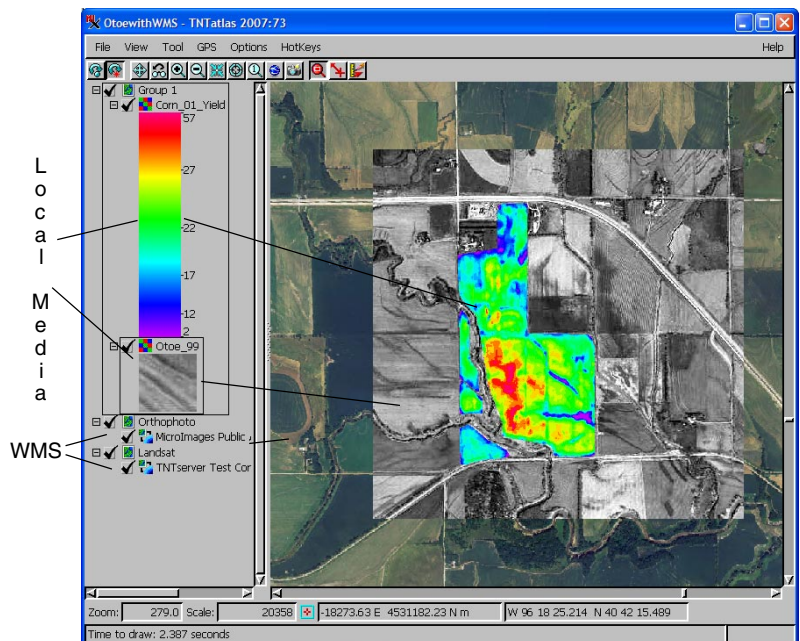 OtoewithWMS - TNTatlas 2007:73
File View Tool GPS Options HotKeys Help
Group 1
Corn_01_Yield
57
27
22
17
12
2
Local Media
Otoe_99
Orthophoto
MicroImages Public
WMS
Landsat
TNTserver Test Cor
Zoom: 279.0 Scale: 20358 -18273.63 E 4531182.23 N m W 96 18 25.214 N 40 42 15.489
Time to draw: 2.387 seconds